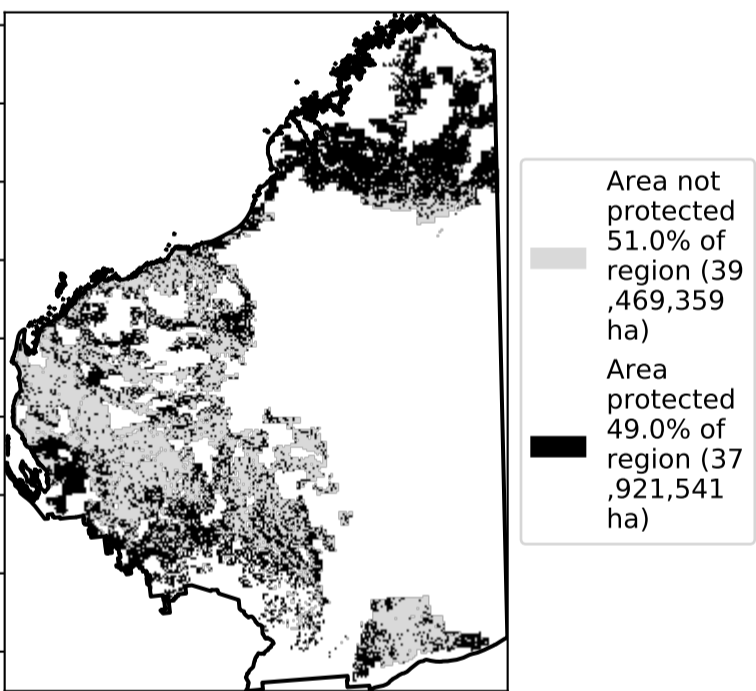 Area not
protected
51.0% of
region (39
,469,359
ha)
Area
protected
49.0% of
region (37
,921,541
ha)